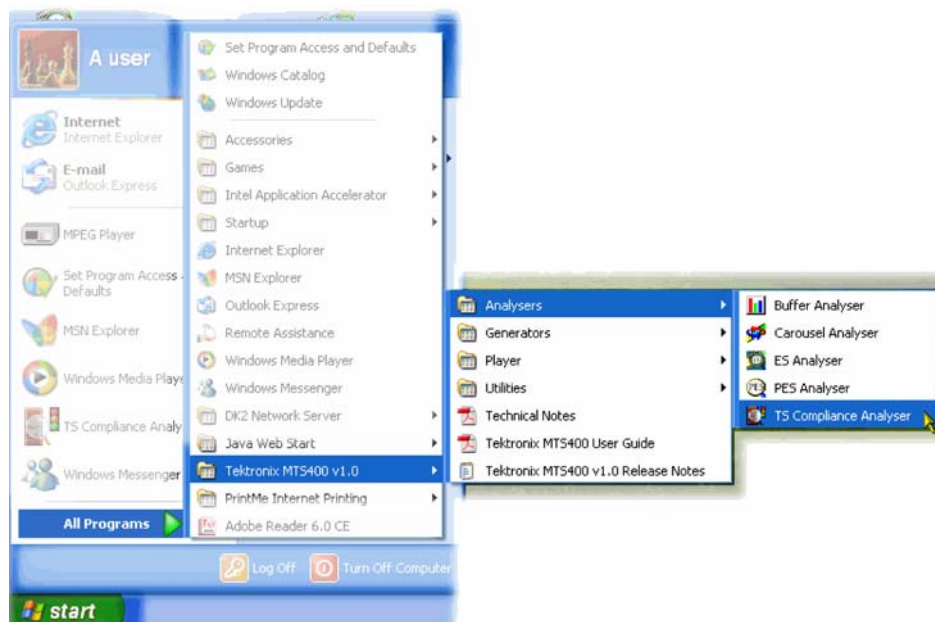 A user
Internet
Internet Explorer
E-mail
Outlook Express
MPEG Player
Set Program Access
Defaults
MSN Explorer
Windows Media Playe
TS Compliance Analy
Windows Messenger
All Programs
Set Program Access and Defaults
Windows Catalog
Windows Update
Accessories
Games
Intel Application Accelerator
Startup
Internet Explorer
MSN Explorer
Outlook Express
Remote Assistance
Windows Media Player
Windows Messenger
DK2 Network Server
Java Web Start
Tektronix MTS400 v1.0
PrintMe Internet Printing
Adobe Reader 6.0 CE
Analysers
Generators
Player
Utilities
Technical Notes
Tektronix MTS400 User Guide
Tektronix MTS400 v1.0 Release Notes
Buffer Analyser
Carousel Analyser
ES Analyser
PES Analyser
TS Compliance Analyser
Log Off
Turn Off Computer
start